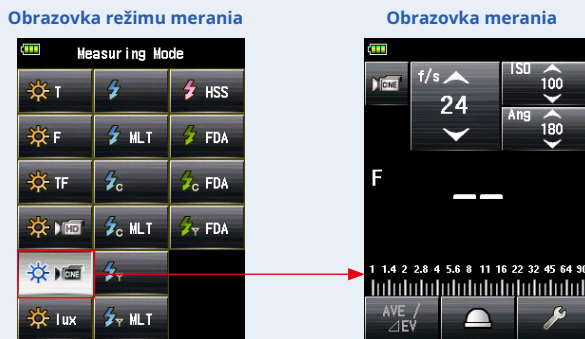 Obrazovka režimu merania
Measuring Mode
T
HSS
F
MLT
FDA
TF
C
C FDA
HD
C MLT
Y FDA
CINE
Y
lux
Y MLT
Obrazovka merania
CINE
f/s
24
ISO
100
Ang
180
F
1 1.4 2 2.8 4 5.6 8 11 16 22 32 45 64 90
AVE /
⊿EV